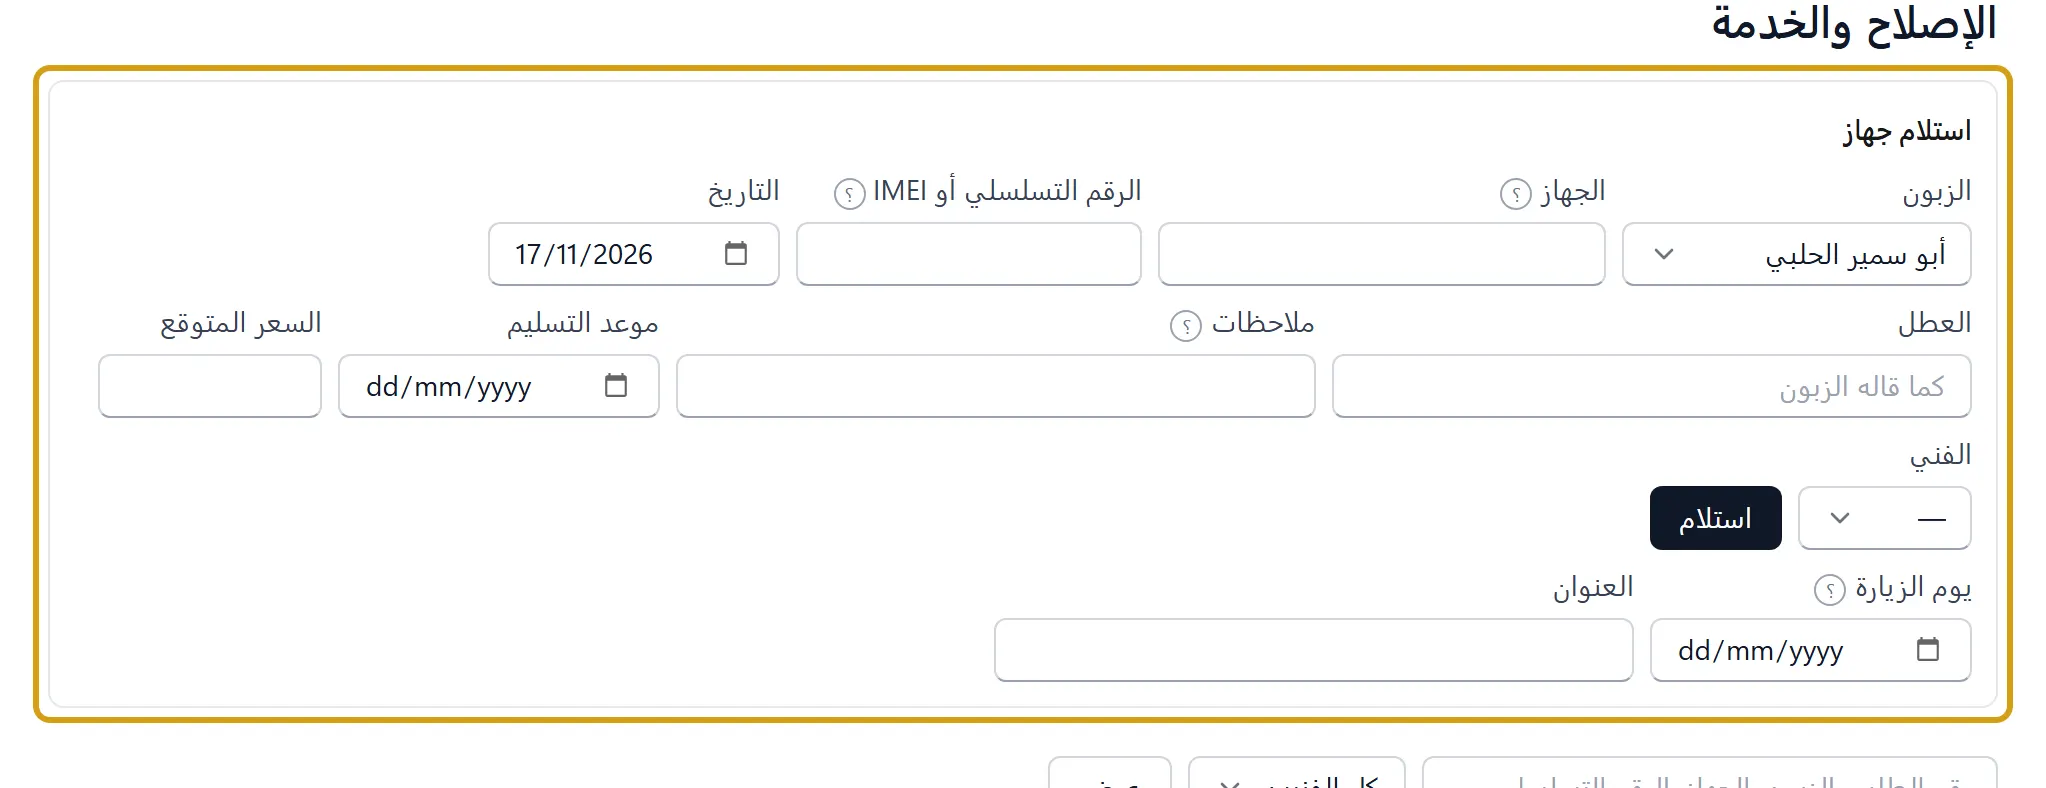 الإصلاح والخدمة
استلام جهاز
الزبون
الجهاز ؟
الرقم التسلسلي أو IMEI ؟
التاريخ
أبو سمير الحلبي
17/11/2026
العطل
ملاحظات ؟
موعد التسليم
السعر المتوقع
كما قاله الزبون
dd/mm/yyyy
الفني
—
استلام
يوم الزيارة ؟
العنوان
dd/mm/yyyy